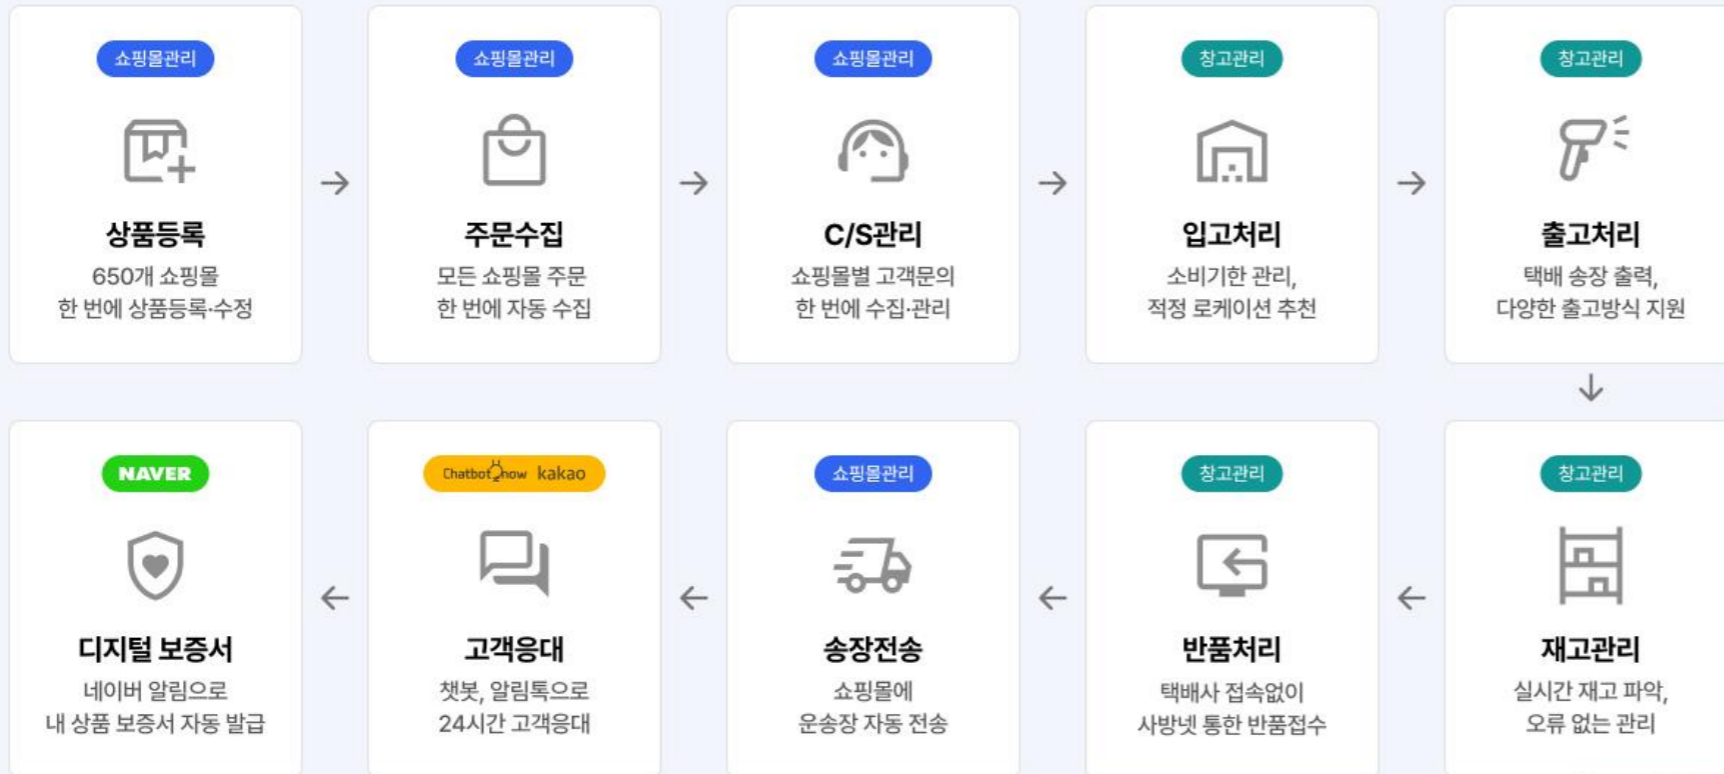 쇼핑몰관리
상품등록
650개 쇼핑몰
한 번에 상품등록·수정
쇼핑몰관리
주문수집
모든 쇼핑몰 주문
한 번에 자동 수집
쇼핑몰관리
C/S관리
쇼핑몰별 고객문의
한 번에 수집·관리
창고관리
입고처리
소비기한 관리,
적정 로케이션 추천
창고관리
출고처리
택배 송장 출력,
다양한 출고방식 지원
창고관리
재고관리
실시간 재고 파악,
오류 없는 관리
창고관리
반품처리
택배사 접속없이
사방넷 통한 반품접수
쇼핑몰관리
송장전송
쇼핑몰에
운송장 자동 전송
Chatbot now kakao
고객응대
챗봇, 알림톡으로
24시간 고객응대
NAVER
디지털 보증서
네이버 알림으로
내 상품 보증서 자동 발급